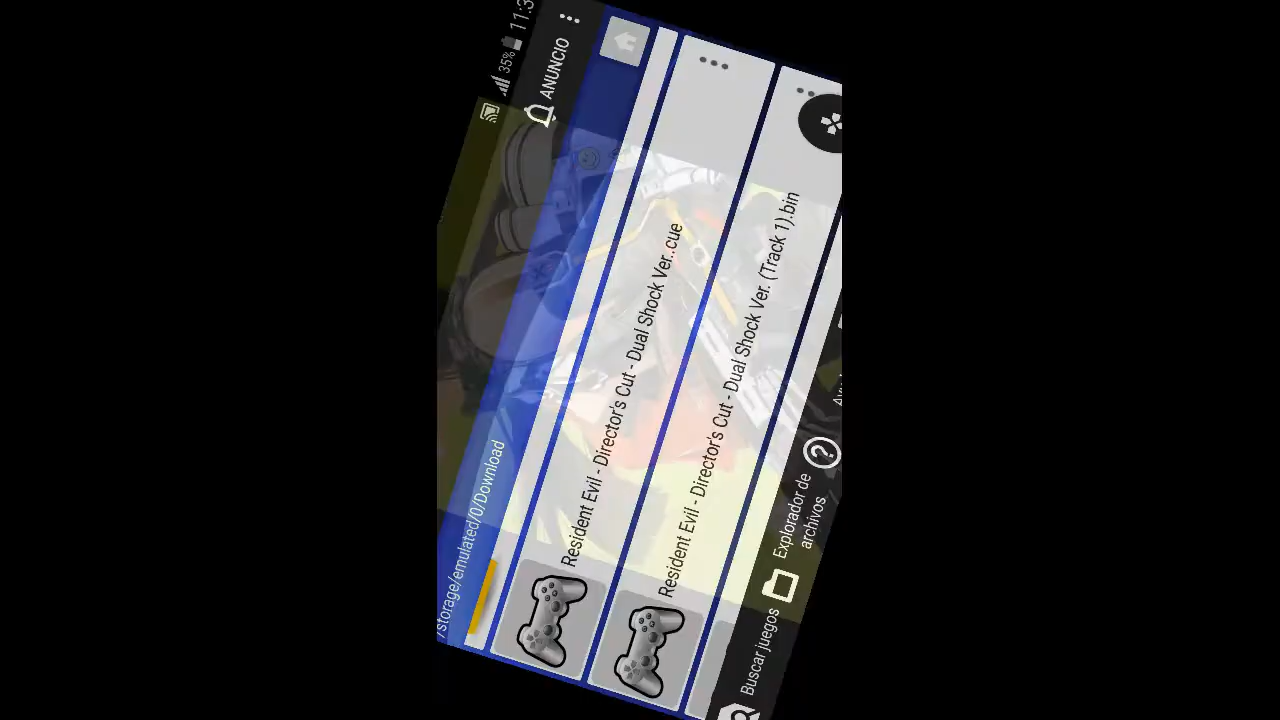 35%
ANUNCIO
/storage/emulated/0/Download
Resident Evil - Director's Cut - Dual Shock Ver..cue
Resident Evil - Director's Cut - Dual Shock Ver. (Track 1).bin
Buscar juegos
Explorador de
archivos